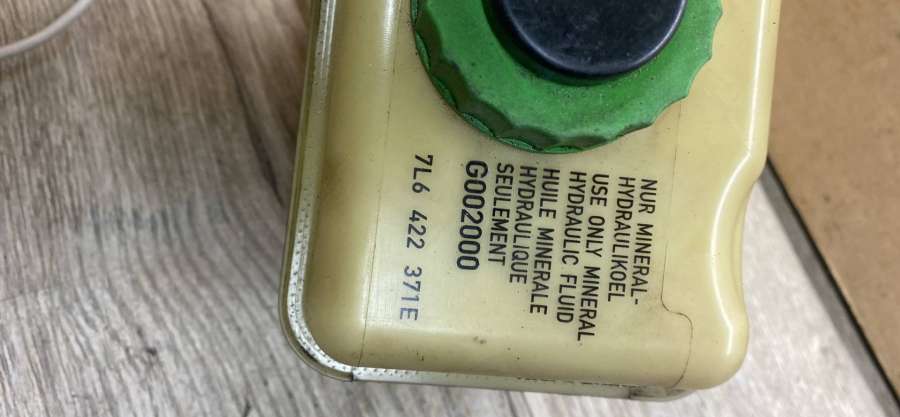 NUR MINERAL-
HYDRAULIKOEL
USE ONLY MINERAL
HYDRAULIC FLUID
HUILE MINERALE
HYDRAULIQUE
SEULEMENT
G002000
7L6 422 371E